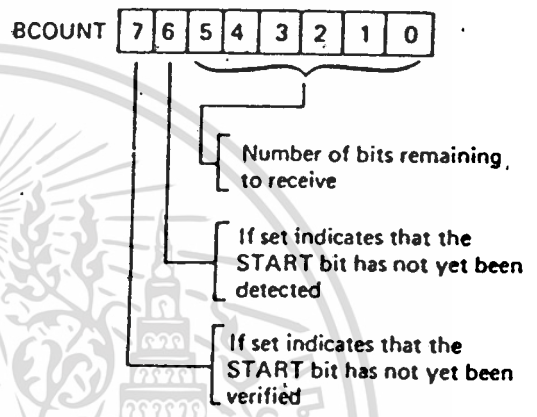 BCOUNT 7 6 5 4 3 2 1 0
Number of bits remaining
to receive
If set indicates that the
START bit has not yet been
detected
If set indicates that the
START bit has not yet been
verified